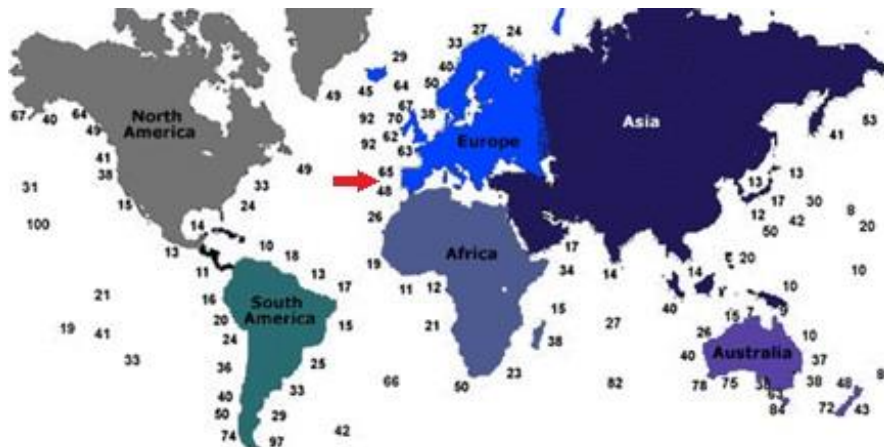 27 24
33
29
40
49 45 64 50
67
67 40 64 North America 92 70 38 Asia 53
49 92 62 Europe 41
63
41 49 65
38 33 48 13 13
31 15 24 17 30
26 12 42 8
100 14 50 20
13 10 17
11 18 19 Africa 34 14 14 20 10
13
21 17 11 12 40 10
16 South America 15 15 7 9
20 15 21 27 26 10
19 41 24 38
33 36 25 40 Australia 37
66 50 23 82 78 75 38 38 48 8
40 33 63
50 29 84 72 43
74 97 42